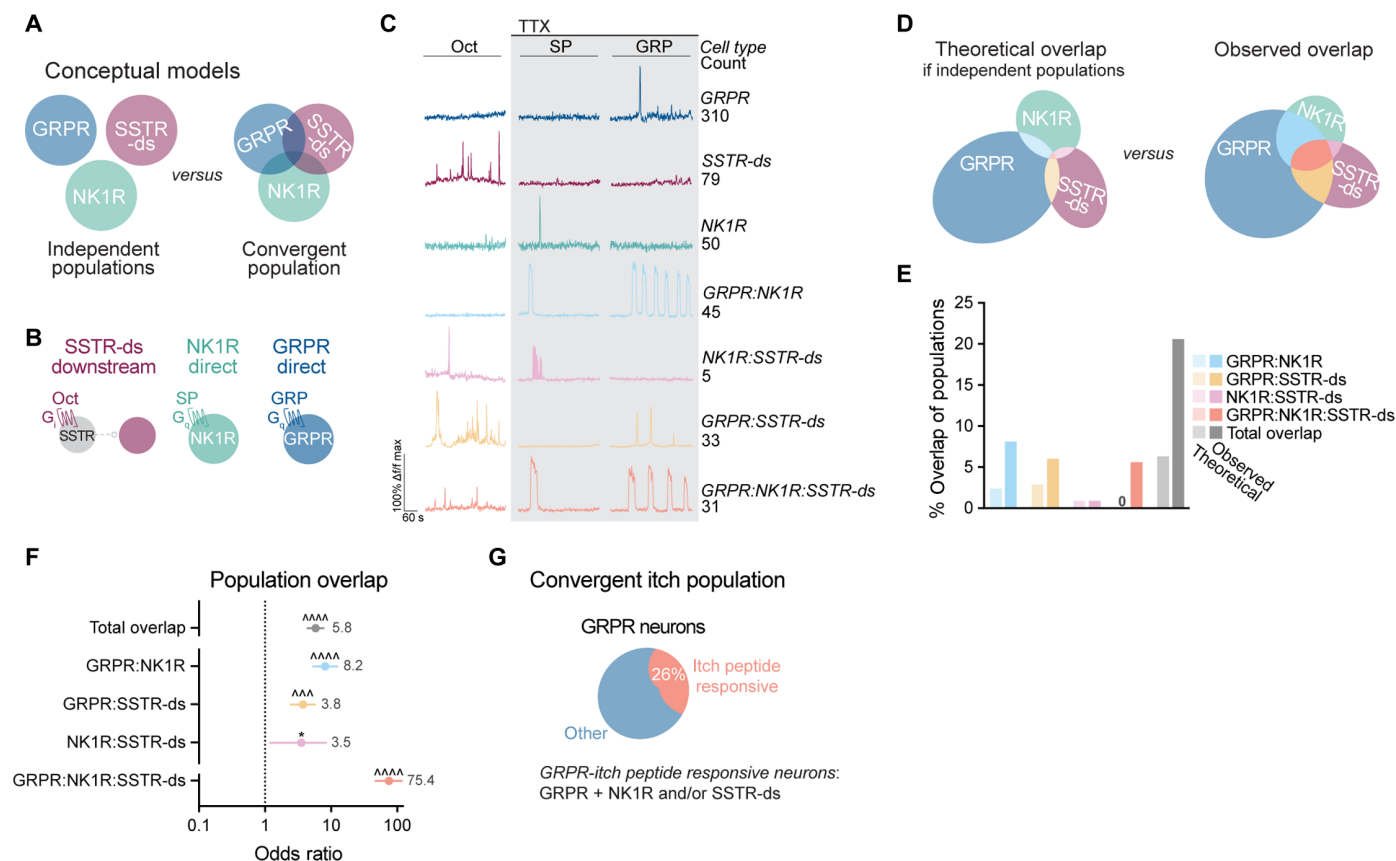 A
Conceptual models
GRPR
SSTR
-ds
NK1R
versus
GRPR
SSTR
-ds
NK1R
Independent
populations
Convergent
population
B
SSTR-ds
downstream
NK1R
direct
GRPR
direct
Oct
SP
GRP
Gi
Gq
Gq
SSTR
NK1R
GRPR
C
TTX
Oct
SP
GRP
Cell type
Count
GRPR
310
SSTR-ds
79
NK1R
50
GRPR:NK1R
45
NK1R:SSTR-ds
5
GRPR:SSTR-ds
33
GRPR:NK1R:SSTR-ds
31
100% Δf/f max
60 s
D
Theoretical overlap
if independent populations
Observed overlap
NK1R
GRPR
SSTR
-ds
versus
NK1R
GRPR
SSTR
-ds
E
% Overlap of populations
25
20
15
10
5
0
0
GRPR:NK1R
GRPR:SSTR-ds
NK1R:SSTR-ds
GRPR:NK1R:SSTR-ds
Total overlap
Observed
Theoretical
F
Population overlap
Total overlap
^^^^
5.8
GRPR:NK1R
^^^^
8.2
GRPR:SSTR-ds
^^^
3.8
NK1R:SSTR-ds
*
3.5
GRPR:NK1R:SSTR-ds
^^^^
75.4
0.1
1
10
100
Odds ratio
G
Convergent itch population
GRPR neurons
26%
Itch peptide
responsive
Other
GRPR-itch peptide responsive neurons:
GRPR + NK1R and/or SSTR-ds